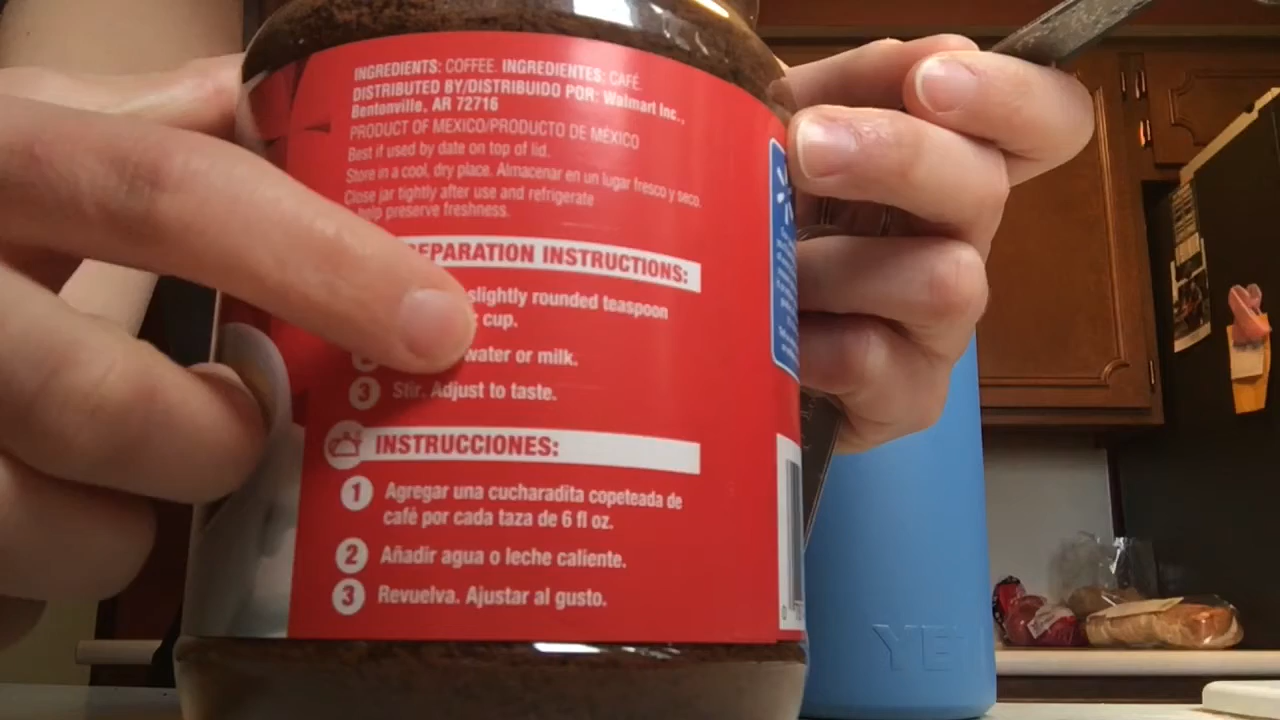 INGREDIENTS: COFFEE. INGREDIENTES: CAFÉ.
DISTRIBUTED BY/DISTRIBUIDO POR: Walmart Inc.,
Bentonville, AR 72716
PRODUCT OF MEXICO/PRODUCTO DE MÉXICO
Best if used by date on top of lid.
Store in a cool, dry place. Almacenar en un lugar fresco y seco.
Close jar tightly after use and refrigerate
help preserve freshness.
EPARATION INSTRUCTIONS:
slightly rounded teaspoon
cup.
water or milk.
3 Stir. Adjust to taste.
INSTRUCCIONES:
1 Agregar una cucharadita copeteada de
café por cada taza de 6 fl oz.
2 Añadir agua o leche caliente.
3 Revuelva. Ajustar al gusto.
YE